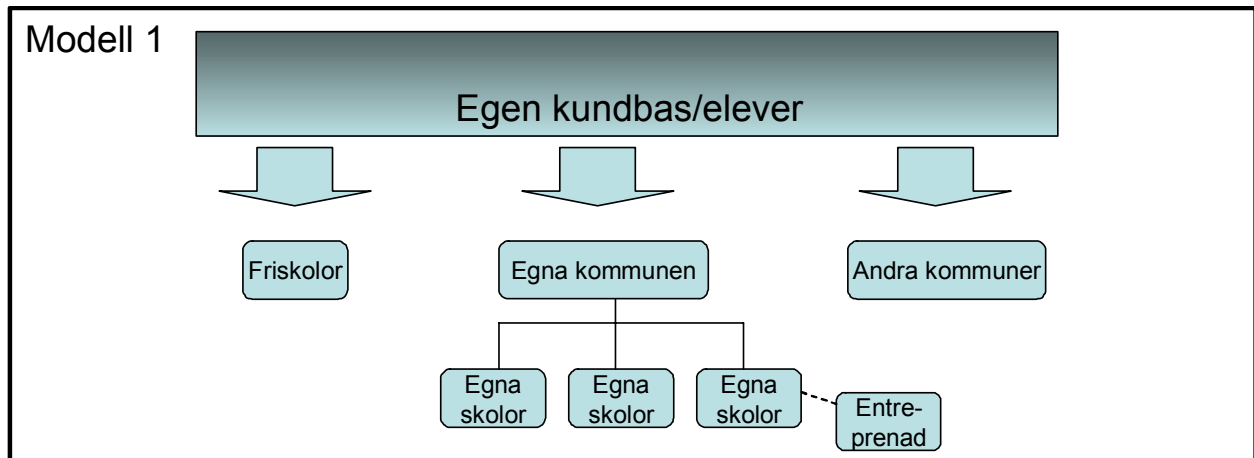 Modell 1
Egen kundbas/elever
Friskolor
Egna kommunen
Andra kommuner
Egna
skolor
Egna
skolor
Egna
skolor
Entre-
prenad